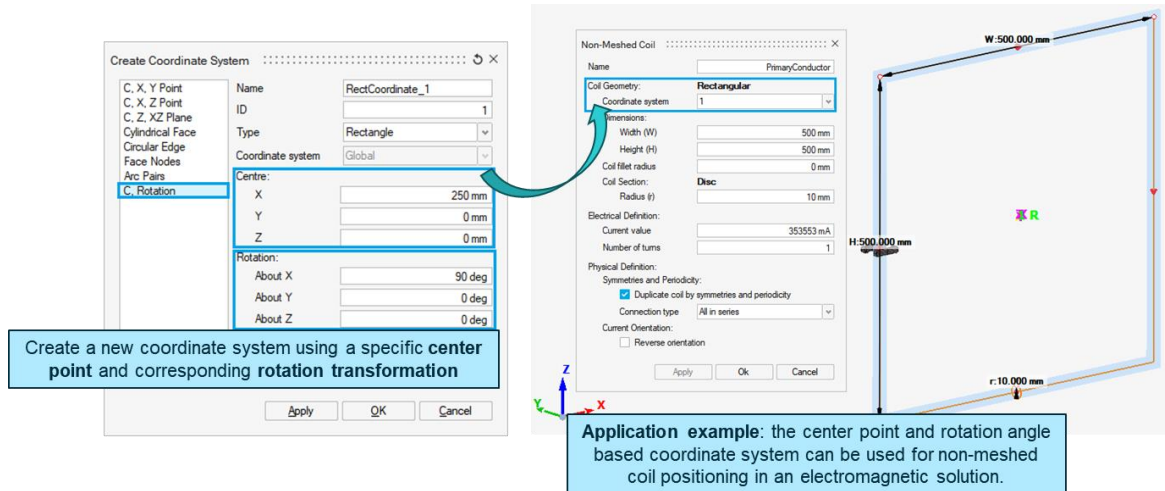 Create Coordinate System
C, X, Y Point
C, X, Z Point
C, Z, XZ Plane
Cylindrical Face
Circular Edge
Face Nodes
Arc Pairs
C, Rotation
Name RectCoordinate_1
ID 1
Type Rectangle
Coordinate system Global
Centre:
X 250 mm
Y 0 mm
Z 0 mm
Rotation:
About X 90 deg
About Y 0 deg
About Z 0 deg
Create a new coordinate system using a specific center
point and corresponding rotation transformation
Apply OK Cancel
Non-Meshed Coil
Name PrimaryConductor
Coil Geometry: Rectangular
Coordinate system 1
Dimensions:
Width (W) 500 mm
Height (H) 500 mm
Coil fillet radius 0 mm
Coil Section: Disc
Radius (r) 10 mm
Electrical Definition:
Current value 353553 mA
Number of turns 1
Physical Definition:
Symmetries and Periodicity:
Duplicate coil by symmetries and periodicity
Connection type All in series
Current Orientation:
Reverse orientation
Apply Ok Cancel
W:500.000 mm
H:500.000 mm
R
r:10.000 mm
Z
Y
X
Application example: the center point and rotation angle
based coordinate system can be used for non-meshed
coil positioning in an electromagnetic solution.